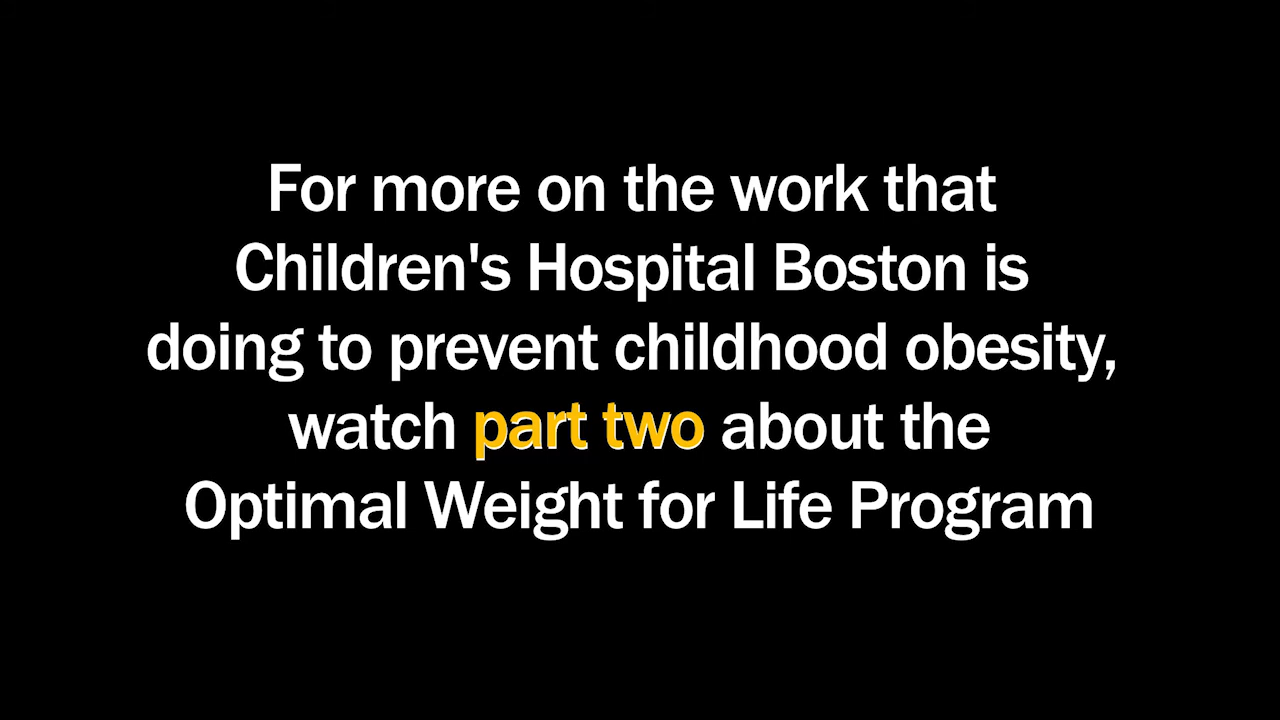 For more on the work that
Children's Hospital Boston is
doing to prevent childhood obesity,
watch part two about the
Optimal Weight for Life Program